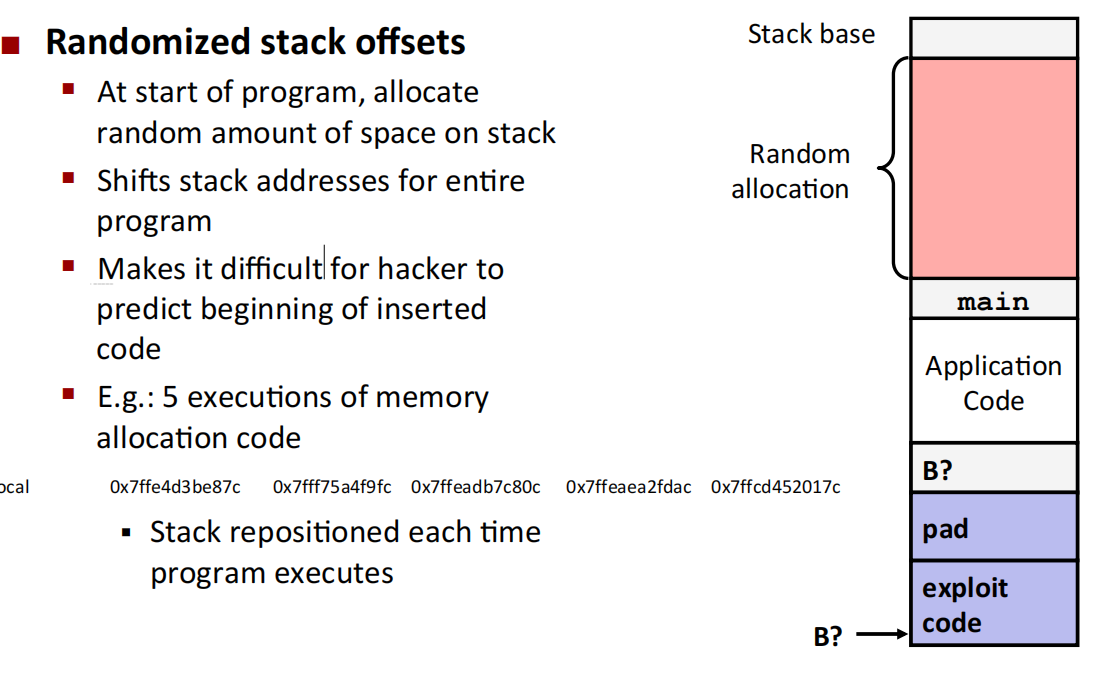 Randomized stack offsets
At start of program, allocate
random amount of space on stack
Shifts stack addresses for entire
program
Makes it difficult for hacker to
predict beginning of inserted
code
E.g.: 5 executions of memory
allocation code
ocal 0x7ffe4d3be87c 0x7fff75a4f9fc 0x7ffeadb7c80c 0x7ffeaea2fdac 0x7ffcd452017c
Stack repositioned each time
program executes
Stack base
Random
allocation
main
Application
Code
B?
pad
exploit
code
B?